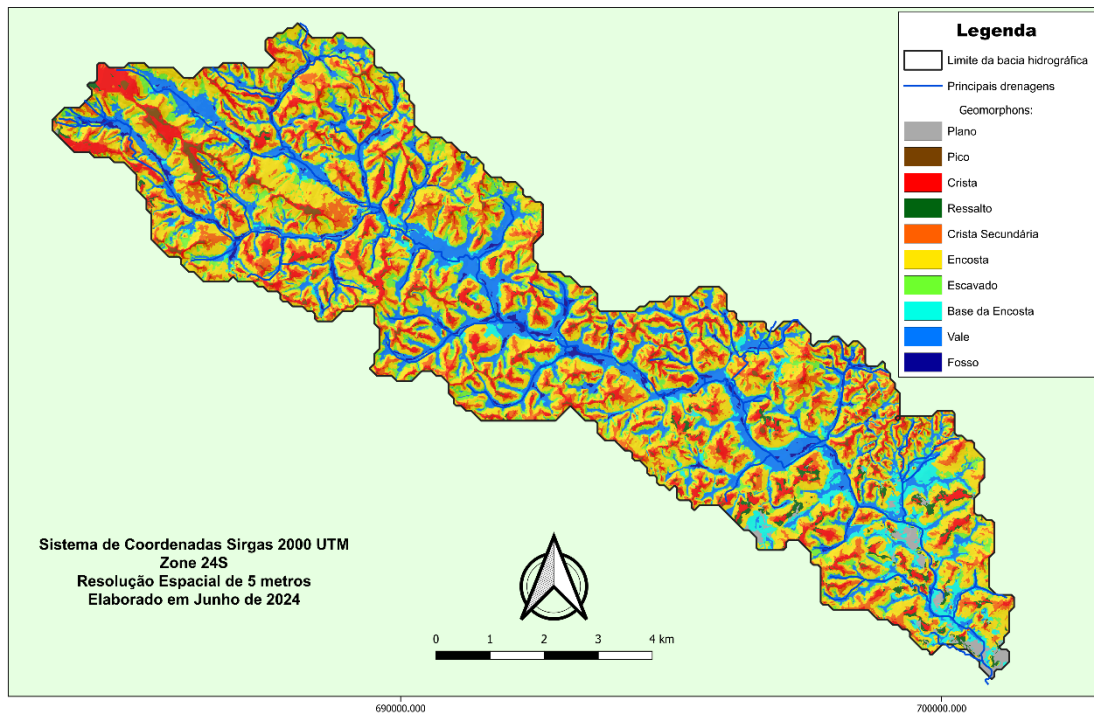 Legenda
Limite da bacia hidrográfica
Principais drenagens
Geomorphons:
Plano
Pico
Crista
Ressalto
Crista Secundária
Encosta
Escavado
Base da Encosta
Vale
Fosso
Sistema de Coordenadas Sirgas 2000 UTM
Zone 24S
Resolução Espacial de 5 metros
Elaborado em Junho de 2024
0 1 2 3 4 km
690000.000 700000.000